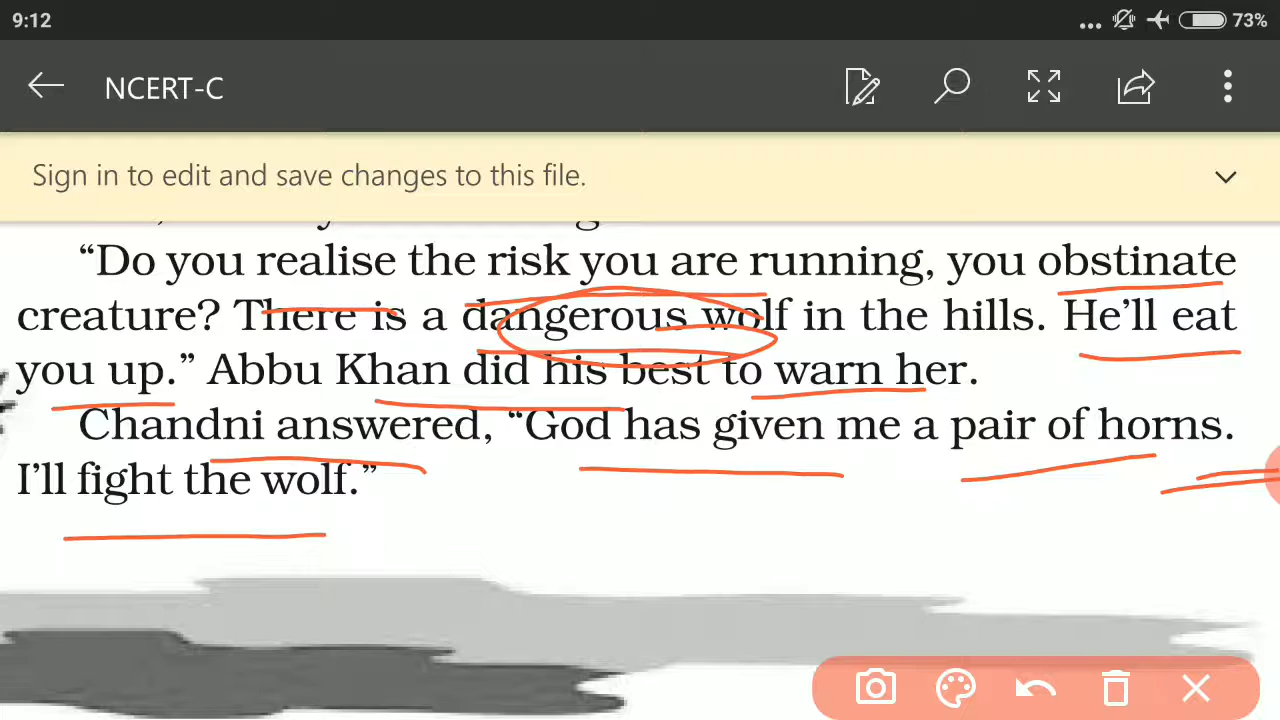 9:12
73%
NCERT-C
Sign in to edit and save changes to this file.
“Do you realise the risk you are running, you obstinate
creature? There is a dangerous wolf in the hills. He’ll eat
you up.” Abbu Khan did his best to warn her.
Chandni answered, “God has given me a pair of horns.
I’ll fight the wolf.”